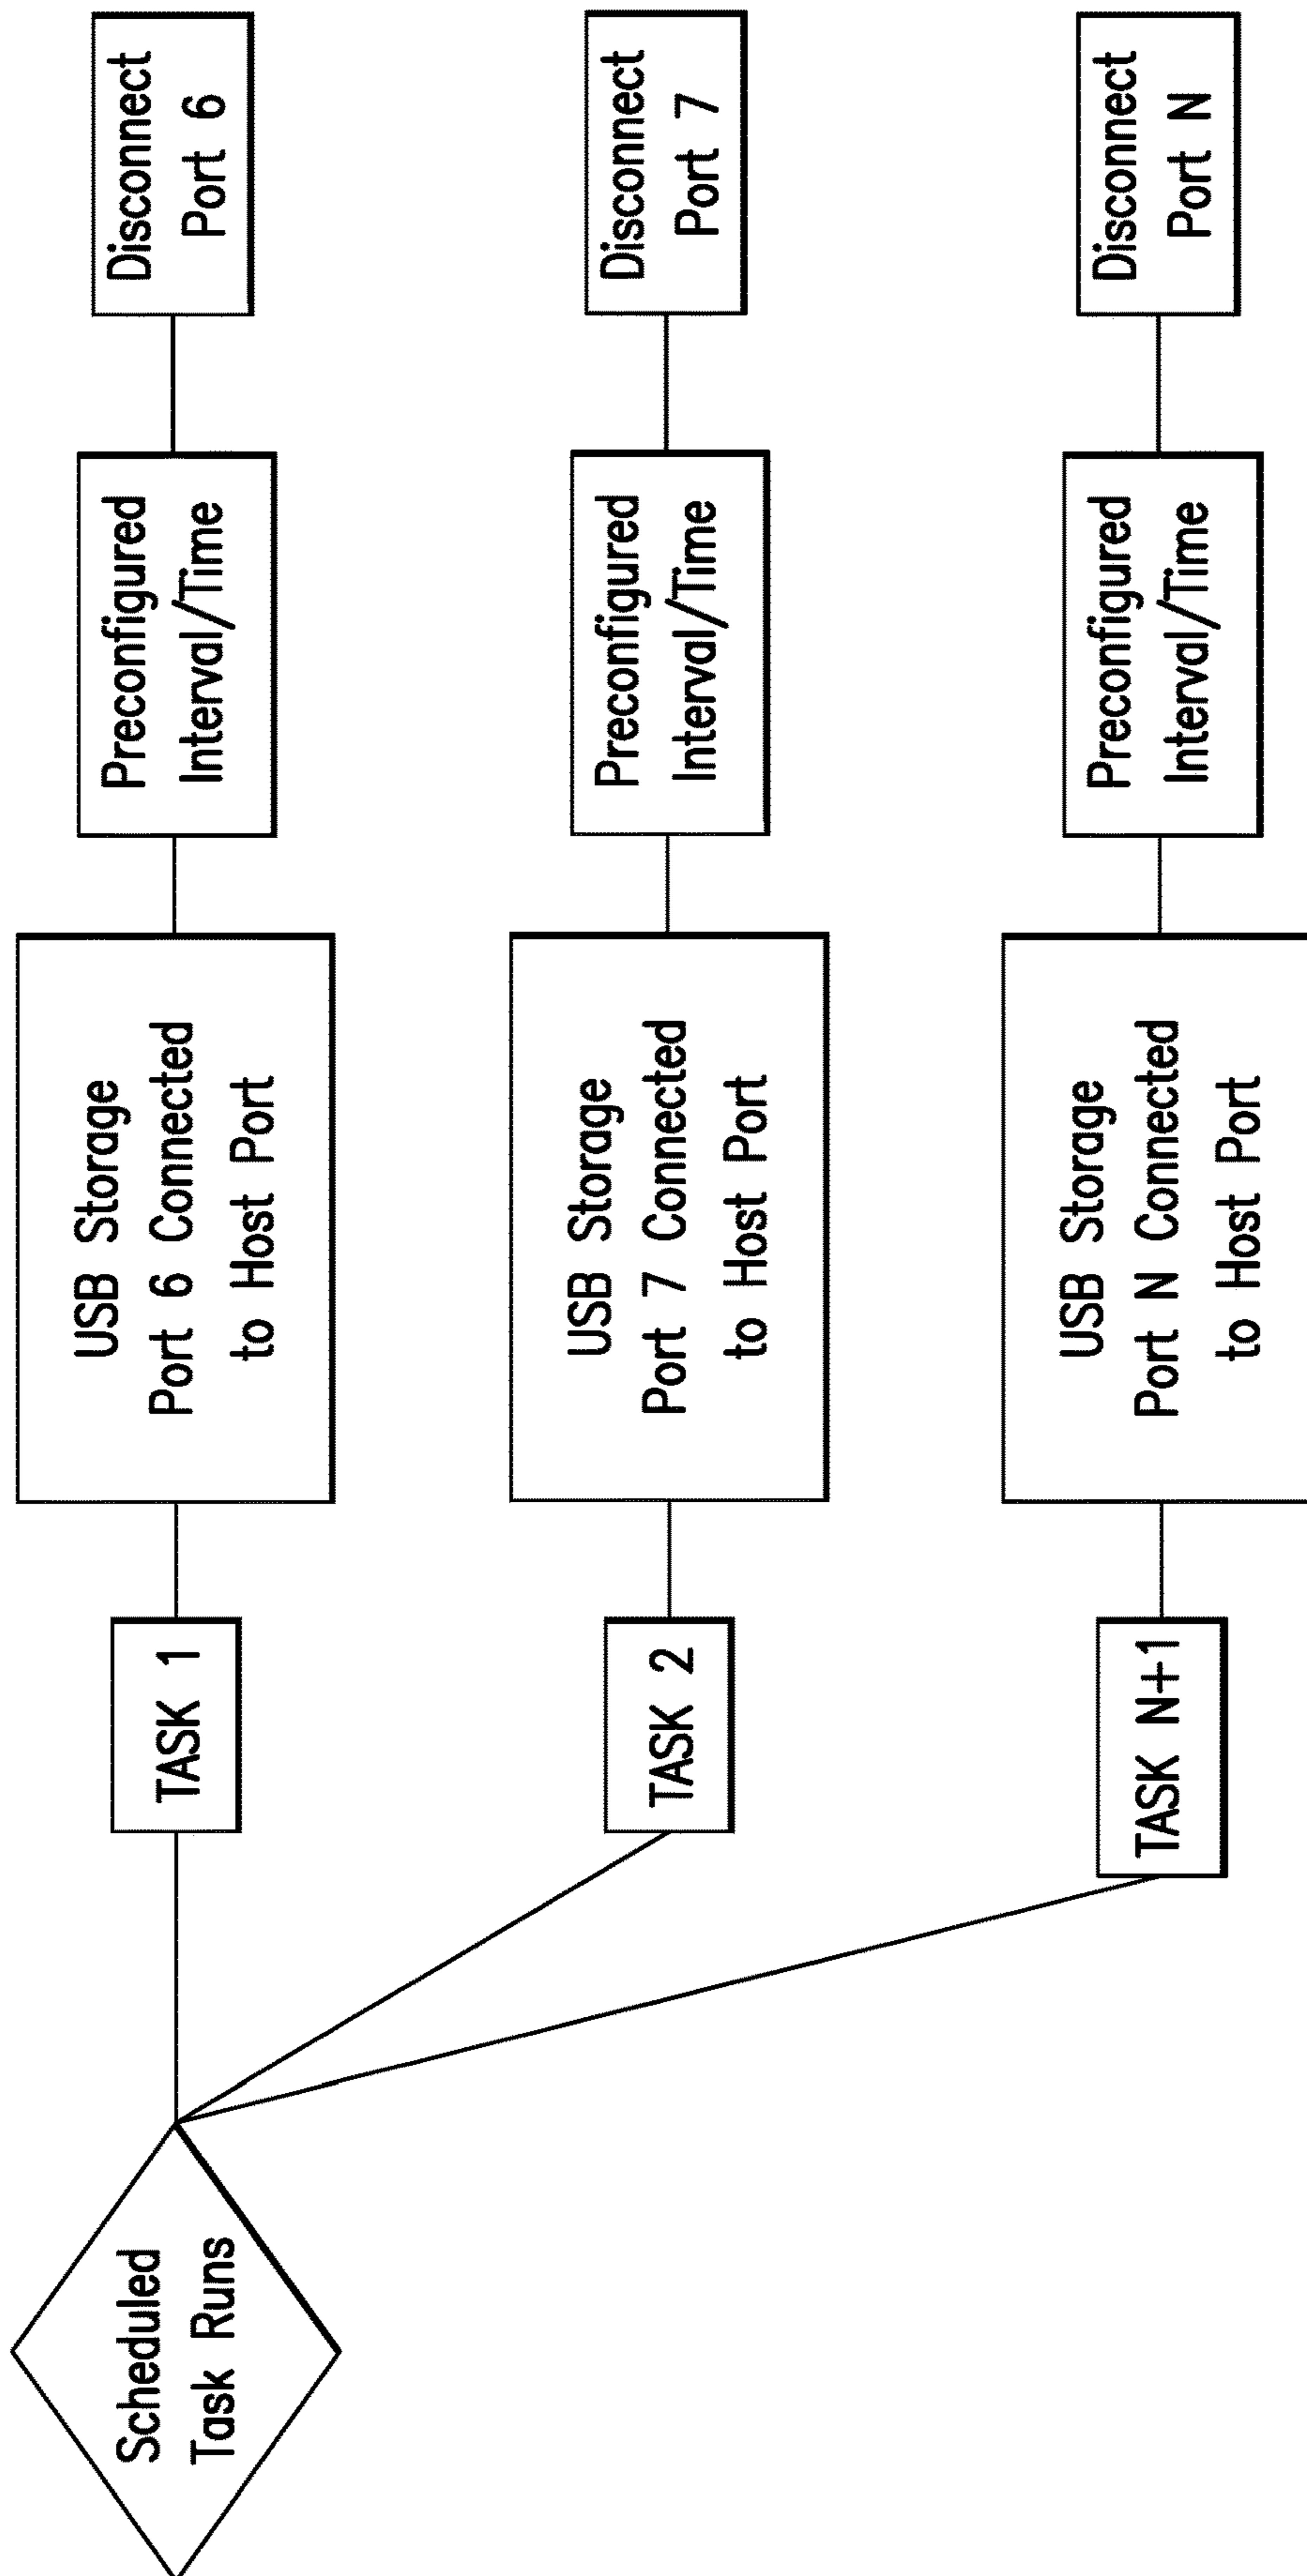 Scheduled
Task Runs
TASK 1
USB Storage
Port 6 Connected
to Host Port
Preconfigured
Interval/Time
Disconnect
Port 6
TASK 2
USB Storage
Port 7 Connected
to Host Port
Preconfigured
Interval/Time
Disconnect
Port 7
TASK N+1
USB Storage
Port N Connected
to Host Port
Preconfigured
Interval/Time
Disconnect
Port N